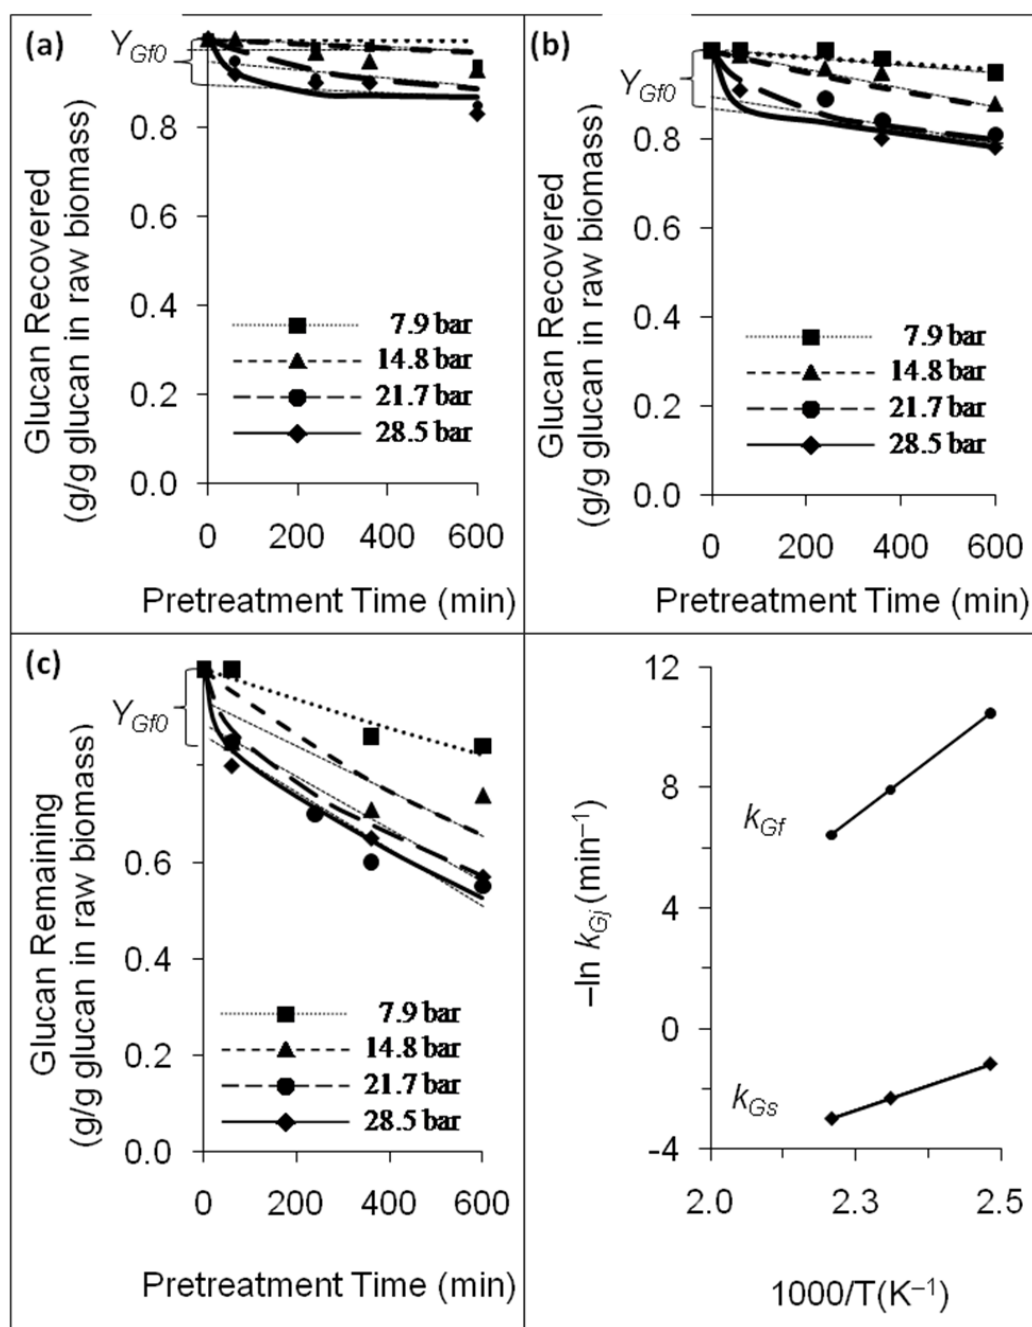 (a)
Y_Gf0
Glucan Recovered
(g/g glucan in raw biomass)
0.8
0.6
0.4
0.2
0.0
7.9 bar
14.8 bar
21.7 bar
28.5 bar
0 200 400 600
Pretreatment Time (min)
(b)
Y_Gf0
Glucan Recovered
(g/g glucan in raw biomass)
0.8
0.6
0.4
0.2
0.0
7.9 bar
14.8 bar
21.7 bar
28.5 bar
0 200 400 600
Pretreatment Time (min)
(c)
Y_Gf0
Glucan Remaining
(g/g glucan in raw biomass)
0.6
0.4
0.2
0.0
7.9 bar
14.8 bar
21.7 bar
28.5 bar
0 200 400 600
Pretreatment Time (min)
–ln k_Gj (min⁻¹)
12
8
4
0
-4
k_Gf
k_Gs
2.0 2.3 2.5
1000/T(K⁻¹)